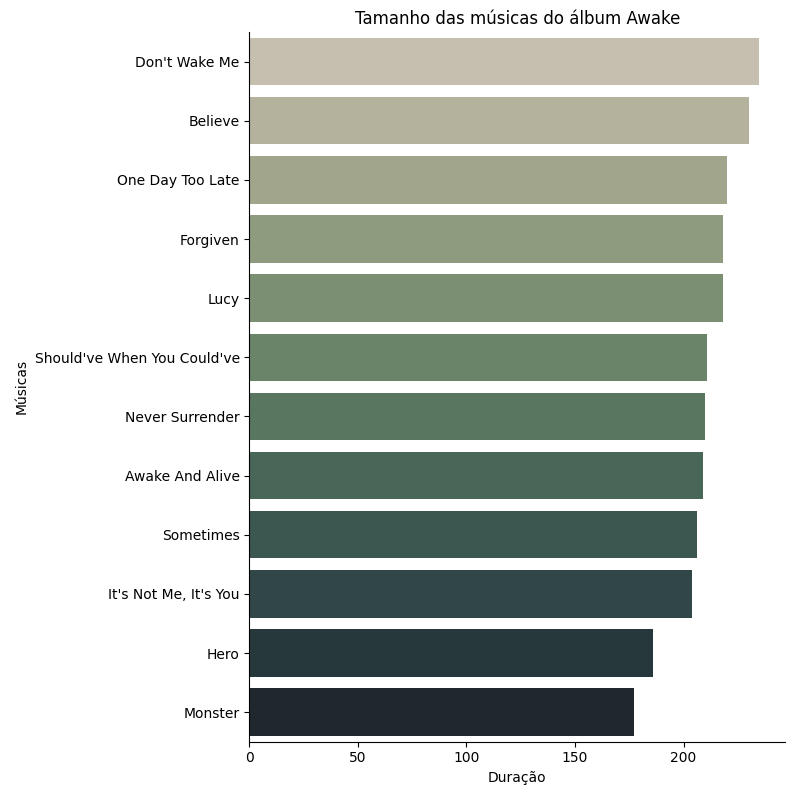 Tamanho das músicas do álbum Awake
Don't Wake Me
Believe
One Day Too Late
Forgiven
Lucy
Should've When You Could've
Never Surrender
Awake And Alive
Sometimes
It's Not Me, It's You
Hero
Monster
Músicas
0 50 100 150 200
Duração